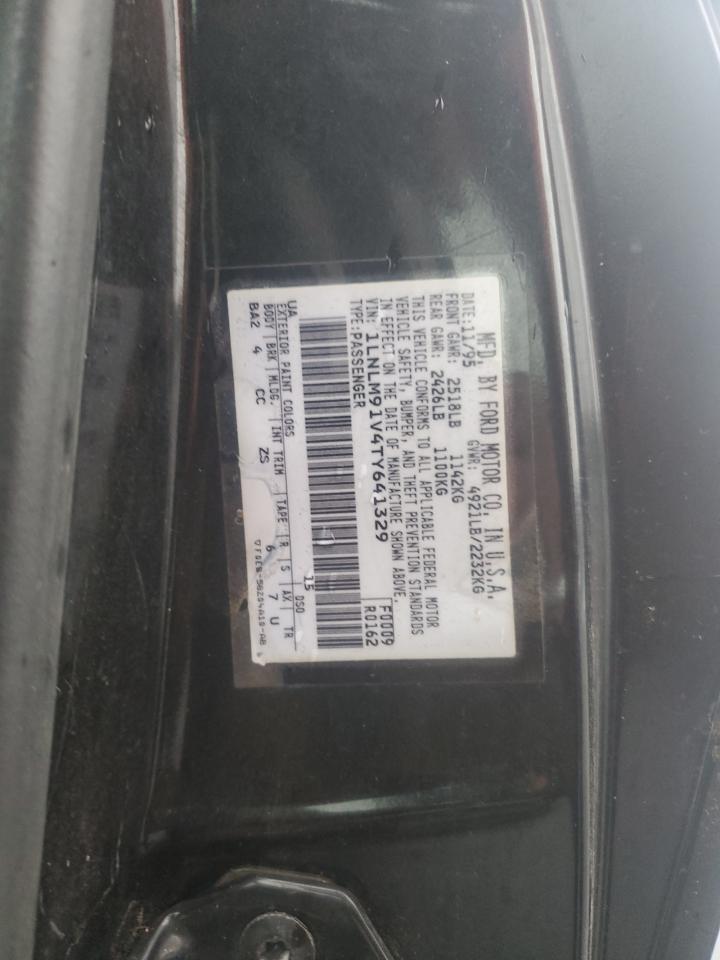 MFD. BY FORD MOTOR CO. IN U.S.A.
DATE: 11/95 GVWR: 4921LB/2232KG
FRONT GAWR: 2518LB 1142KG
REAR GAWR: 2426LB 1100KG
THIS VEHICLE CONFORMS TO ALL APPLICABLE FEDERAL MOTOR
VEHICLE SAFETY, BUMPER, AND THEFT PREVENTION STANDARDS
IN EFFECT ON THE DATE OF MANUFACTURE SHOWN ABOVE.
VIN: 1LNLM91V4TY641329
TYPE: PASSENGER
F0009
R0162
UA
15
EXTERIOR PAINT COLORS DSO
BODY BRK MLDG. INT TRIM TAPE R S AX TR
BA2 4 CC ZS 6 7 U